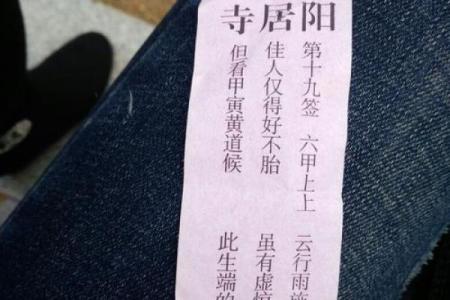 阳居寺
第十九签 六甲上上 云行雨
佳人仅得好不胎 虽有虚
但看甲寅黄道候 此生端的